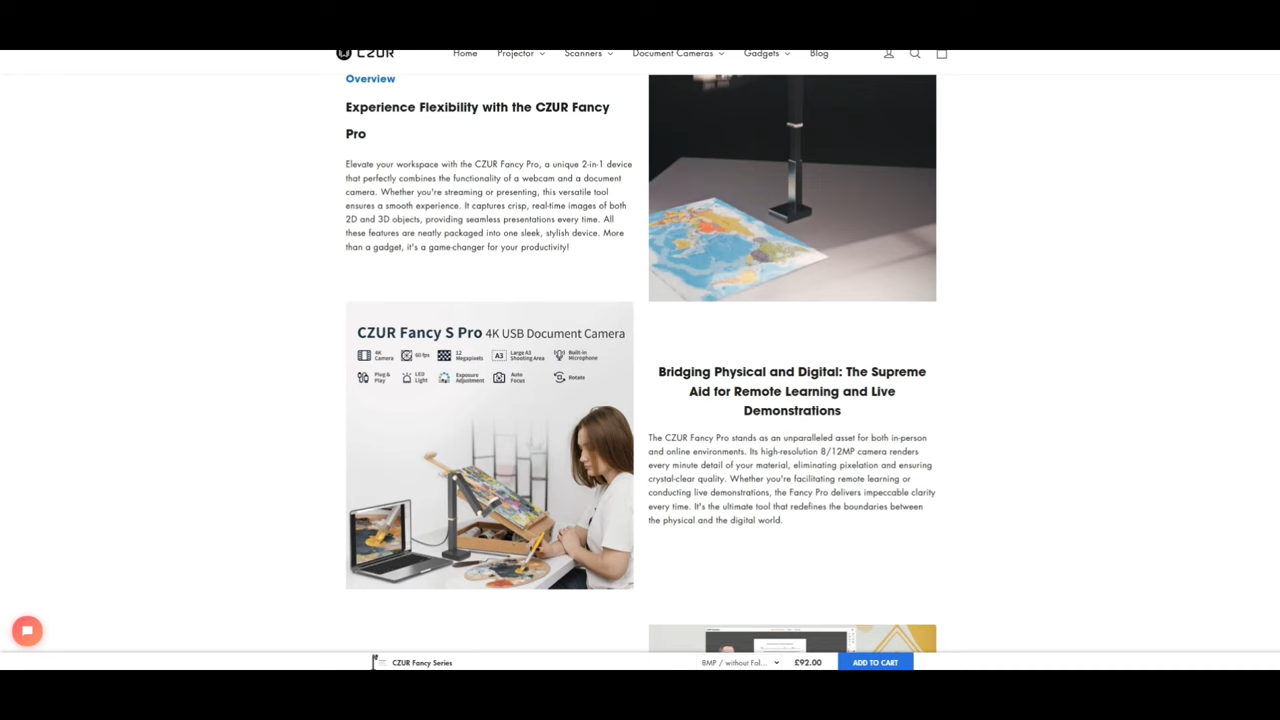 CZUR Home Projector Scanners Document Cameras Gadgets Blog
Overview
Experience Flexibility with the CZUR Fancy
Pro
Elevate your workspace with the CZUR Fancy Pro, a unique 2-in-1 device
that perfectly combines the functionality of a webcam and a document
camera. Whether you're streaming or presenting, this versatile tool
ensures a smooth experience. It captures crisp, real-time images of both
2D and 3D objects, providing seamless presentations every time. All
these features are neatly packaged into one sleek, stylish device. More
than a gadget, it's a game-changer for your productivity!
CZUR Fancy S Pro 4K USB Document Camera
4K
Camera
60 fps
12
Megapixels
A3
Large A3
Shooting Area
Built-in
Microphone
Plug &
Play
LED
Light
Exposure
Adjustment
Auto
Focus
Rotate
Bridging Physical and Digital: The Supreme
Aid for Remote Learning and Live
Demonstrations
The CZUR Fancy Pro stands as an unparalleled asset for both in-person
and online environments. Its high-resolution 8/12MP camera renders
every minute detail of your material, eliminating pixelation and ensuring
crystal-clear quality. Whether you're facilitating remote learning or
conducting live demonstrations, the Fancy Pro delivers impeccable clarity
every time. It's the ultimate tool that redefines the boundaries between
the physical and the digital world.
CZUR Fancy Series 8MP / without Fol... £92.00 ADD TO CART